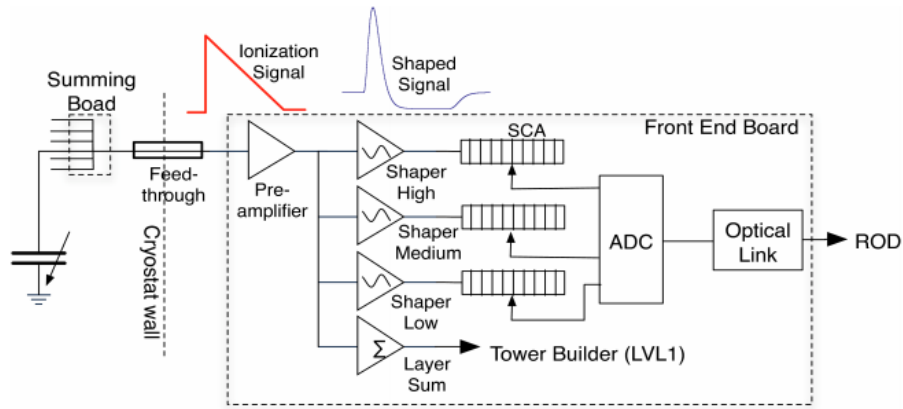 Ionization
Signal
Shaped
Signal
Summing
Boad
SCA
Front End Board
Feed-
through
Pre-
amplifier
Shaper
High
Shaper
Medium
ADC
Optical
Link
ROD
Cryostat wall
Shaper
Low
Σ
Layer
Sum
Tower Builder (LVL1)